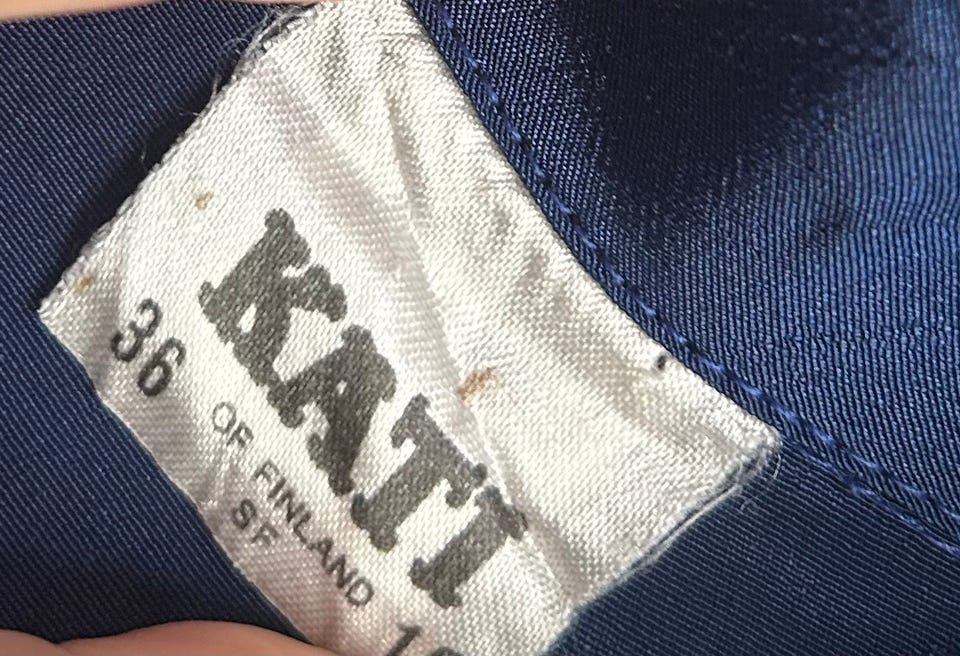 KATI
36
OF FINLAND
SF